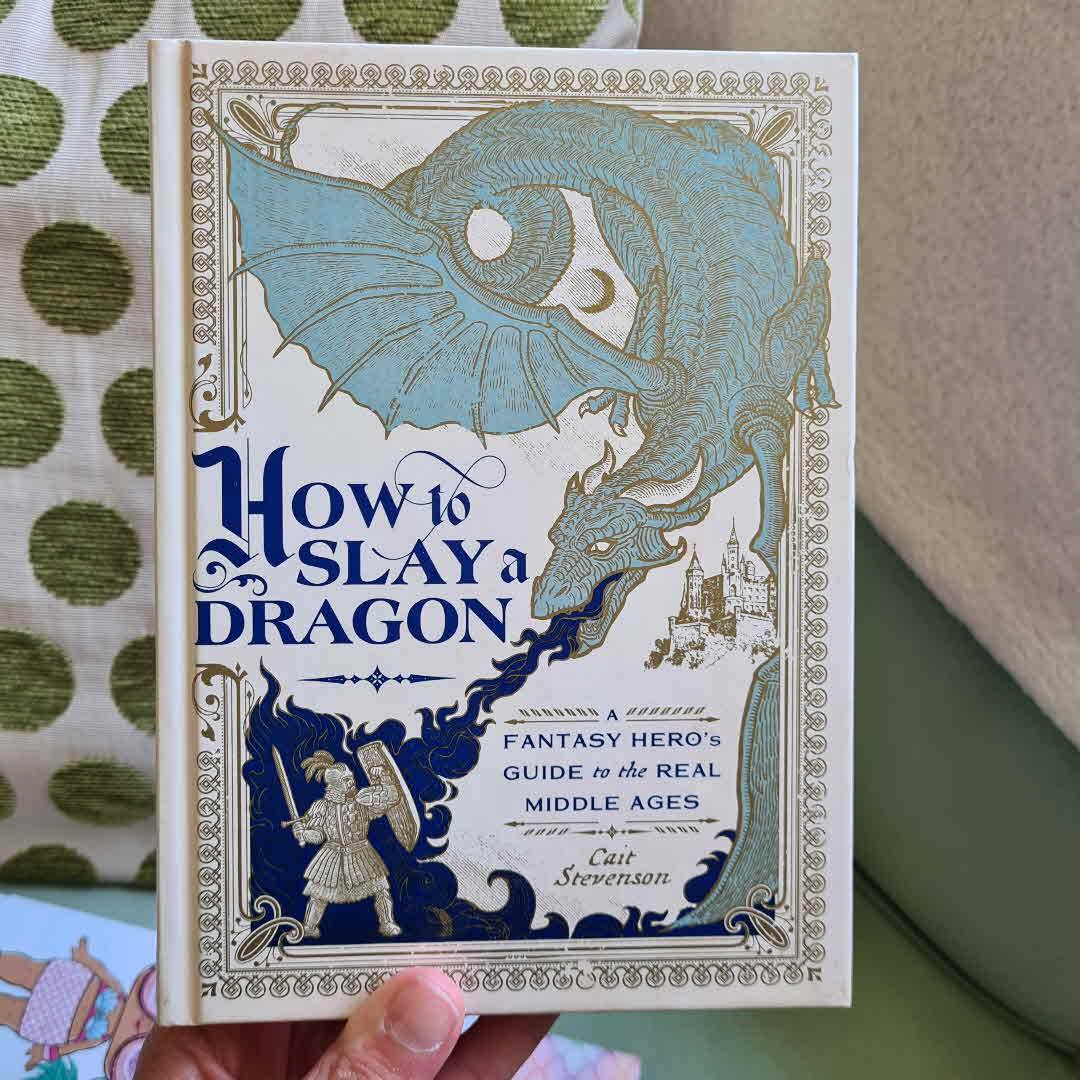 How to
SLAY a
DRAGON
A
FANTASY HERO's
GUIDE to the REAL
MIDDLE AGES
Cait
Stevenson